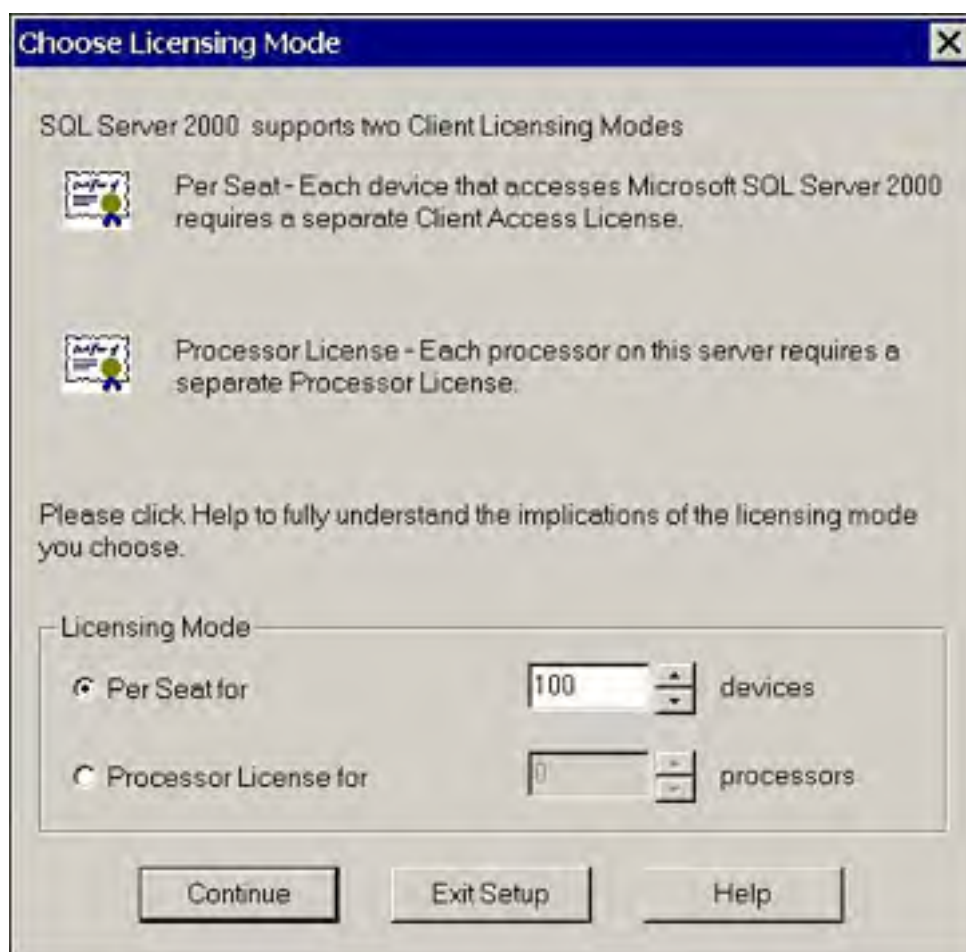 Choose Licensing Mode
SQL Server 2000 supports two Client Licensing Modes
Per Seat - Each device that accesses Microsoft SQL Server 2000
requires a separate Client Access License.
Processor License - Each processor on this server requires a
separate Processor License.
Please click Help to fully understand the implications of the licensing mode
you choose.
Licensing Mode
Per Seat for 100 devices
Processor License for 0 processors
Continue Exit Setup Help